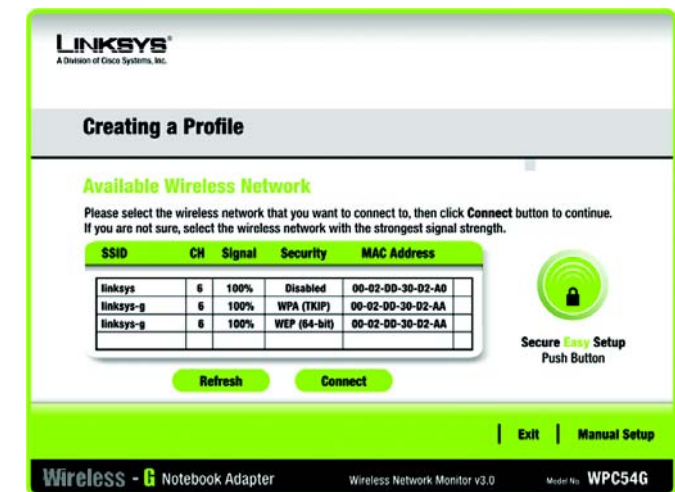 LINKSYS®
A Division of Cisco Systems, Inc.
Creating a Profile
Available Wireless Network
Please select the wireless network that you want to connect to, then click Connect button to continue.
If you are not sure, select the wireless network with the strongest signal strength.
SSID CH Signal Security MAC Address
linksys 6 100% Disabled 00-02-DD-30-D2-A0
linksys-g 6 100% WPA (TKIP) 00-02-DD-30-D2-AA
linksys-g 6 100% WEP (64-bit) 00-02-DD-30-D2-AA
Secure Easy Setup
Push Button
Refresh Connect
Exit Manual Setup
Wireless - G Notebook Adapter Wireless Network Monitor v3.0 Model No WPC54G